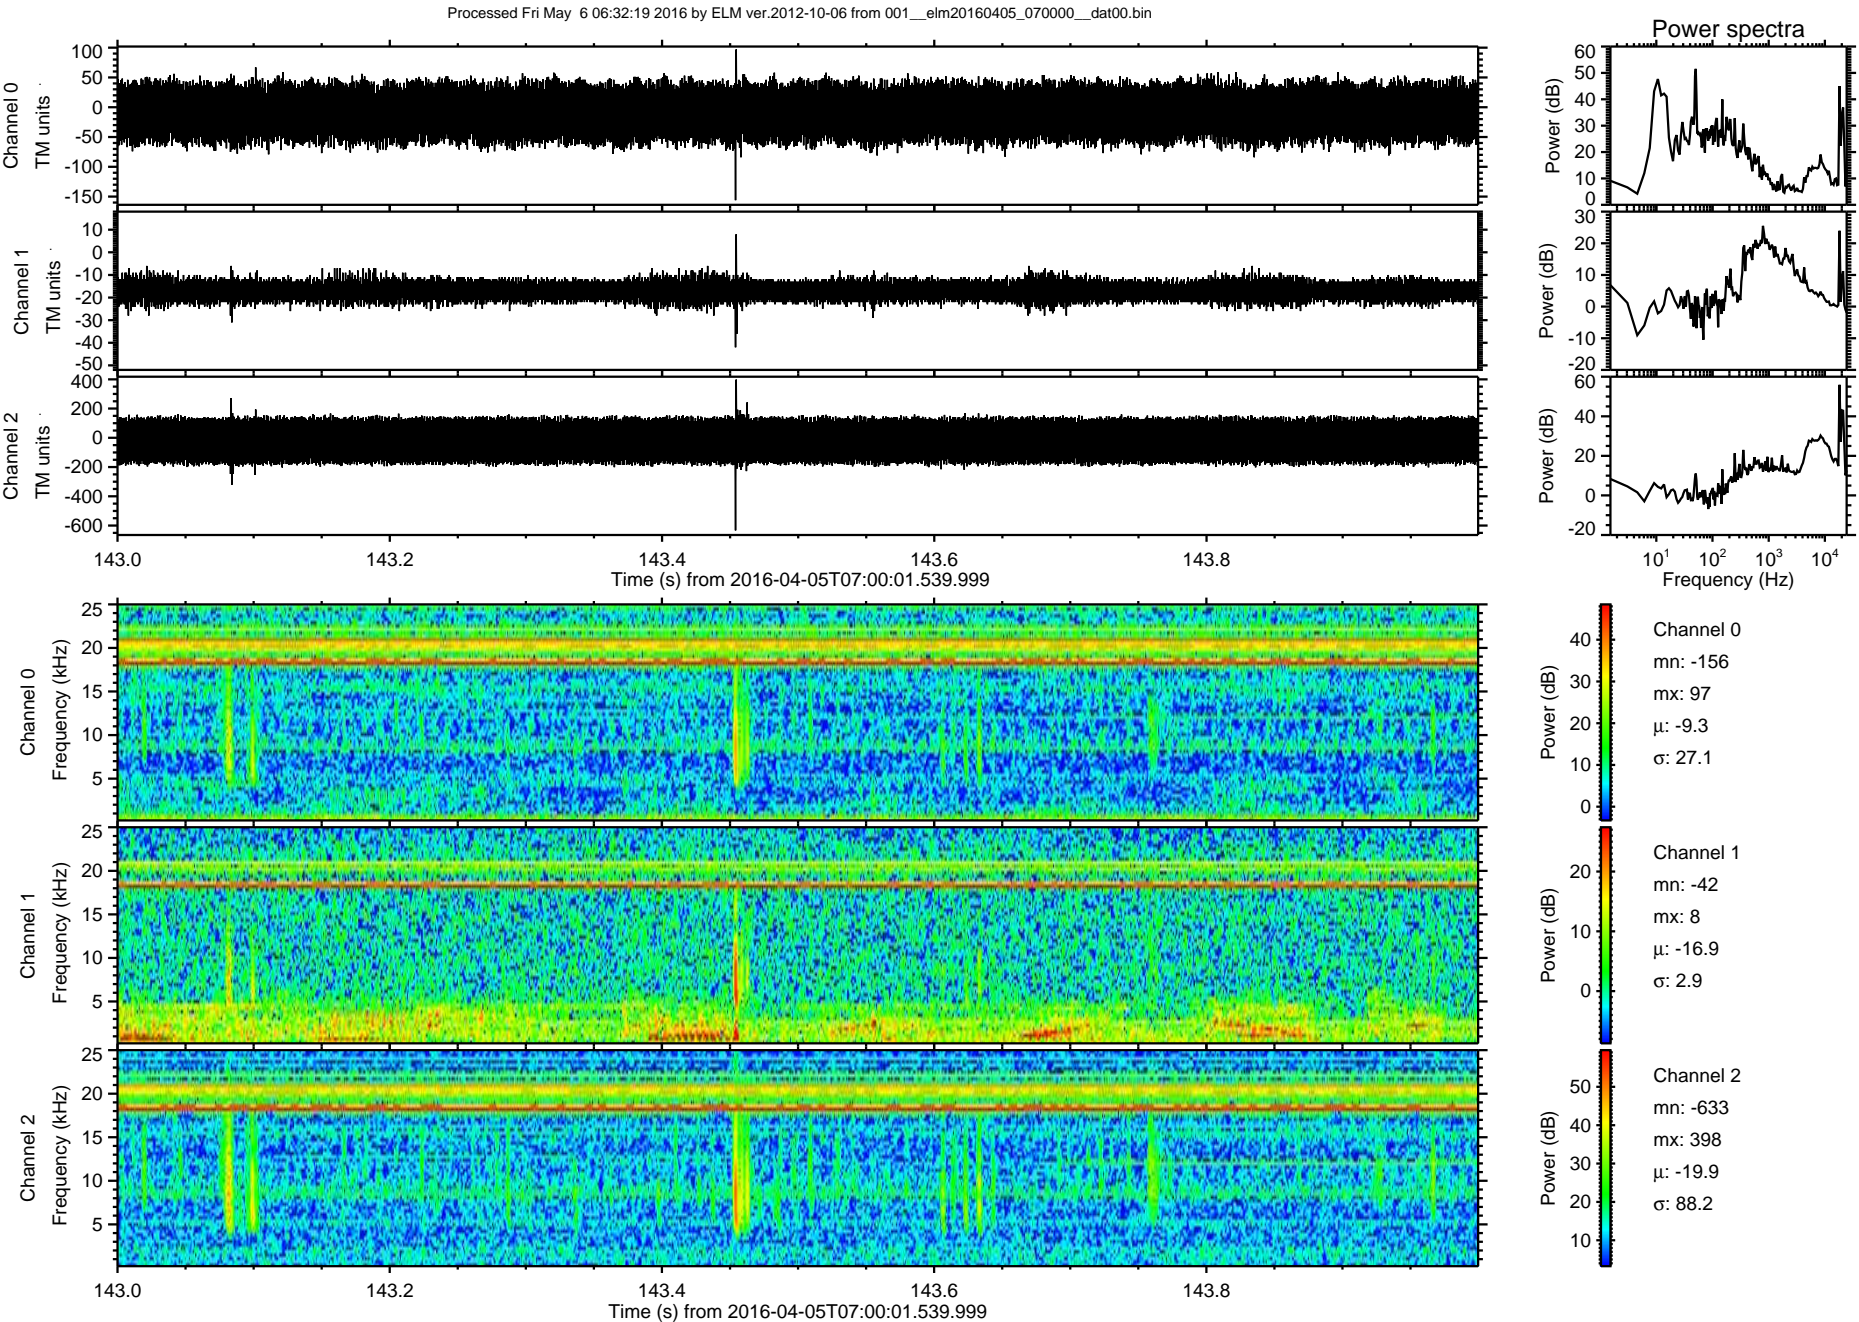 Processed Fri May  6 06:32:19 2016 by ELM ver.2012-10-06 from 001__elm20160405_070000__dat00.bin
Power spectra
Channel 0
TM units
100
50
0
-50
-100
-150
Power (dB)
60
50
40
30
20
10
0
Channel 1
TM units
10
0
-10
-20
-30
-40
-50
Power (dB)
30
20
10
0
-10
-20
Channel 2
TM units
400
200
0
-200
-400
-600
Power (dB)
60
40
20
0
-20
143.0 143.2 143.4 143.6 143.8
Time (s) from 2016-04-05T07:00:01.539.999
10¹ 10² 10³ 10⁴
Frequency (Hz)
Channel 0
Frequency (kHz)
25
20
15
10
5
Power (dB)
40
30
20
10
0
Channel 0
mn: -156
mx: 97
µ: -9.3
σ: 27.1
Channel 1
Frequency (kHz)
25
20
15
10
5
Power (dB)
20
10
0
Channel 1
mn: -42
mx: 8
µ: -16.9
σ: 2.9
Channel 2
Frequency (kHz)
25
20
15
10
5
Power (dB)
50
40
30
20
10
Channel 2
mn: -633
mx: 398
µ: -19.9
σ: 88.2
143.0 143.2 143.4 143.6 143.8
Time (s) from 2016-04-05T07:00:01.539.999